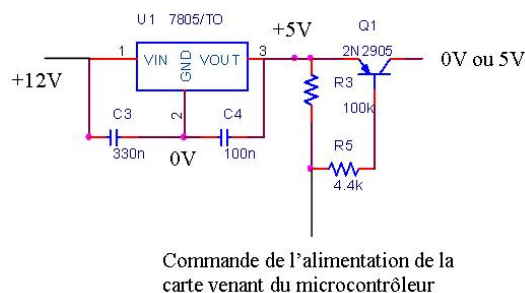 U1 7805/TO
+5V
Q1
1
VIN
GND
VOUT
3
2N2905
0V ou 5V
+12V
2
R3
100k
C3
C4
330n
0V
100n
R5
4.4k
Commande de l'alimentation de la
carte venant du microcontrôleur